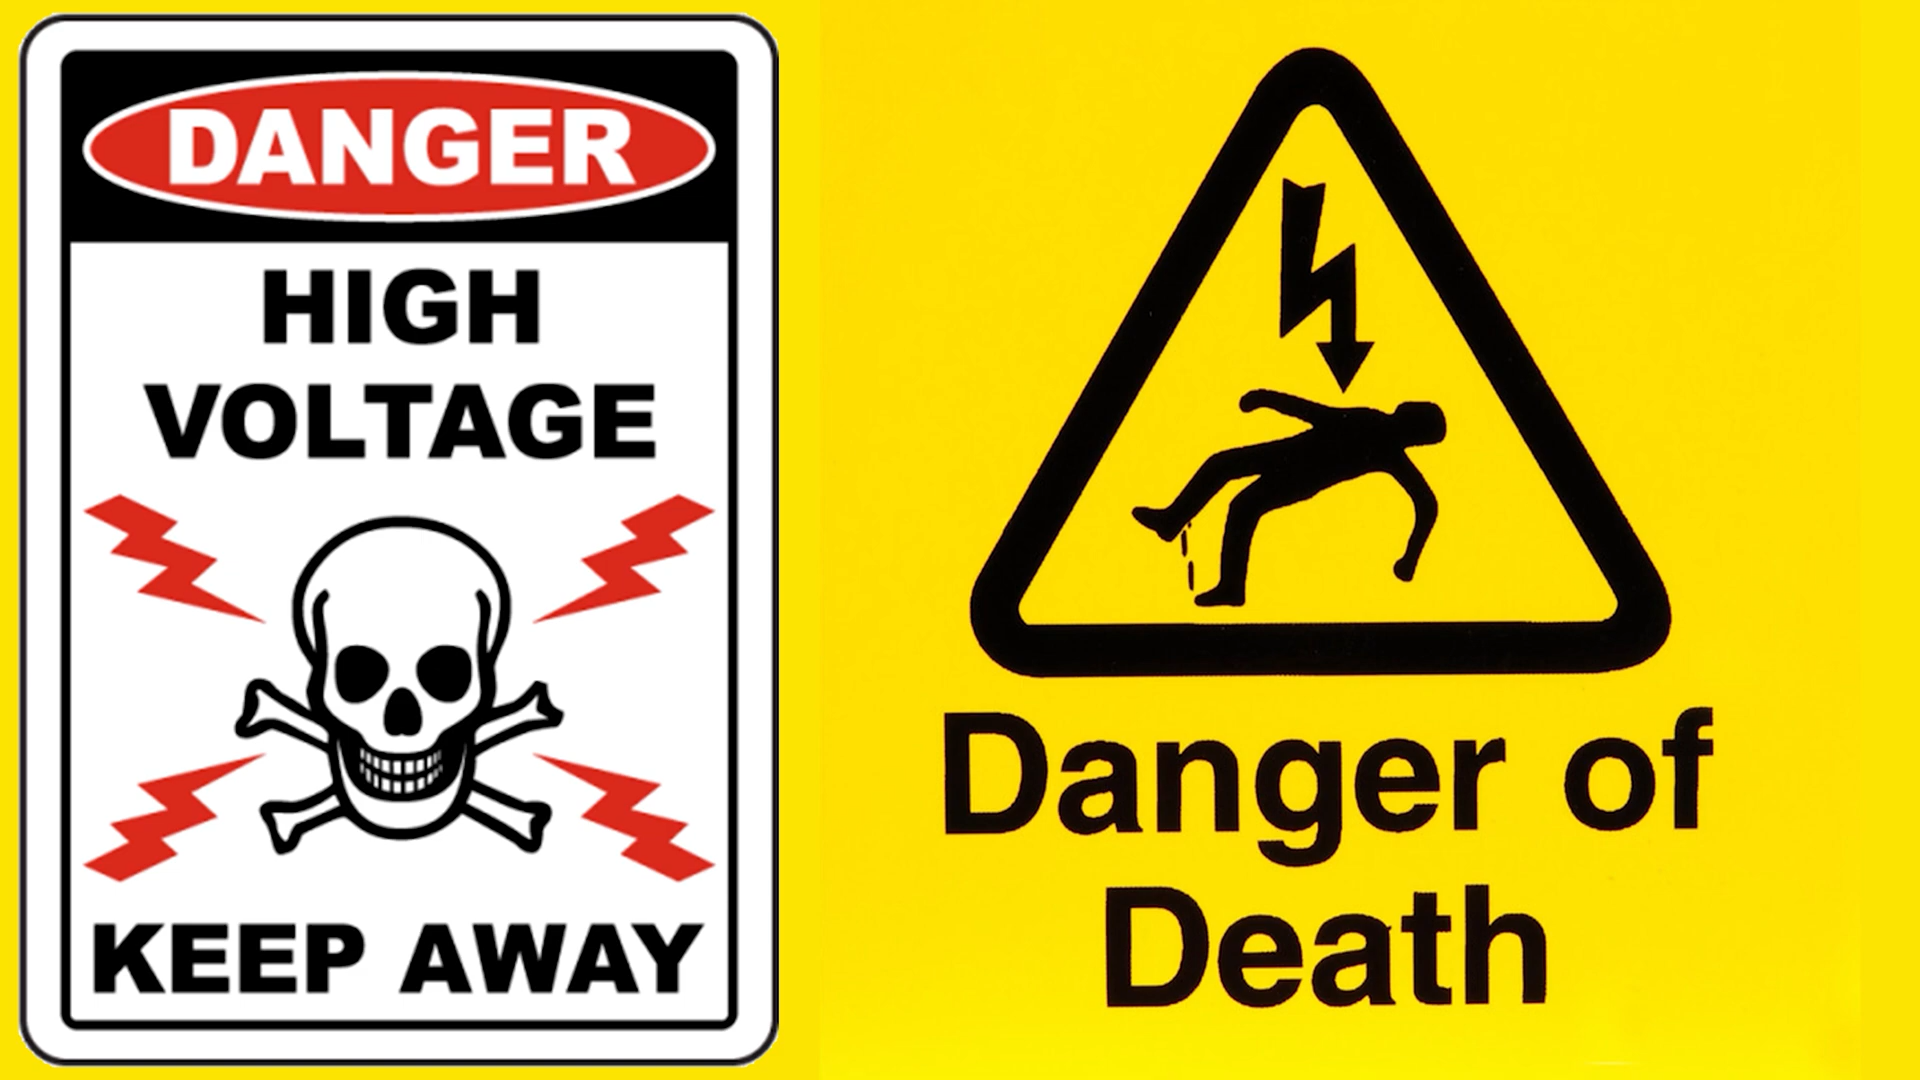 DANGER
HIGH
VOLTAGE
KEEP AWAY
Danger of
Death